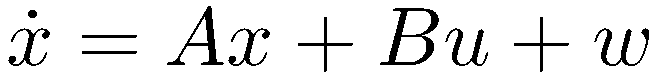 ẋ = Ax + Bu + w